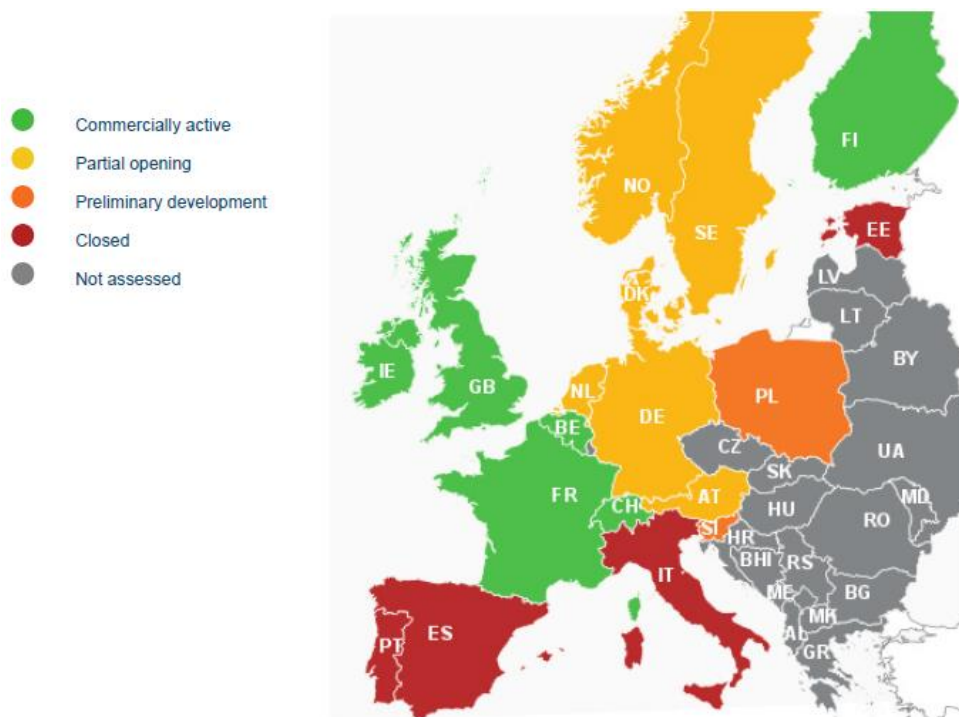 Commercially active
Partial opening
Preliminary development
Closed
Not assessed
FI
NO
SE
EE
LV
DK
LT
BY
IE
GB
NL
DE
PL
BE
CZ
UA
SK
FR
CH
AT
HU
MD
RO
SI
HR
BHI
RS
IT
ME
BG
MK
PT
ES
AL
GR